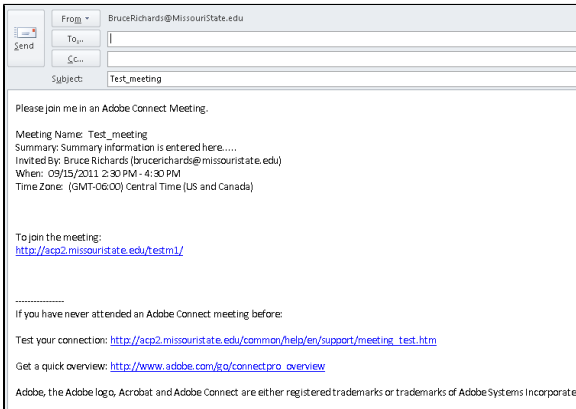 From BruceRichards@MissouriState.edu
Send
To...
Cc...
Subject: Test_meeting
Please join me in an Adobe Connect Meeting.
Meeting Name: Test_meeting
Summary: Summary information is entered here.....
Invited By: Bruce Richards (brucerichards@missouristate.edu)
When: 09/15/2011 2:30 PM - 4:30 PM
Time Zone: (GMT-06:00) Central Time (US and Canada)
To join the meeting:
http://acp2.missouristate.edu/testm1/
----------------
If you have never attended an Adobe Connect meeting before:
Test your connection: http://acp2.missouristate.edu/common/help/en/support/meeting_test.htm
Get a quick overview: http://www.adobe.com/go/connectpro_overview
Adobe, the Adobe logo, Acrobat and Adobe Connect are either registered trademarks or trademarks of Adobe Systems Incorporate